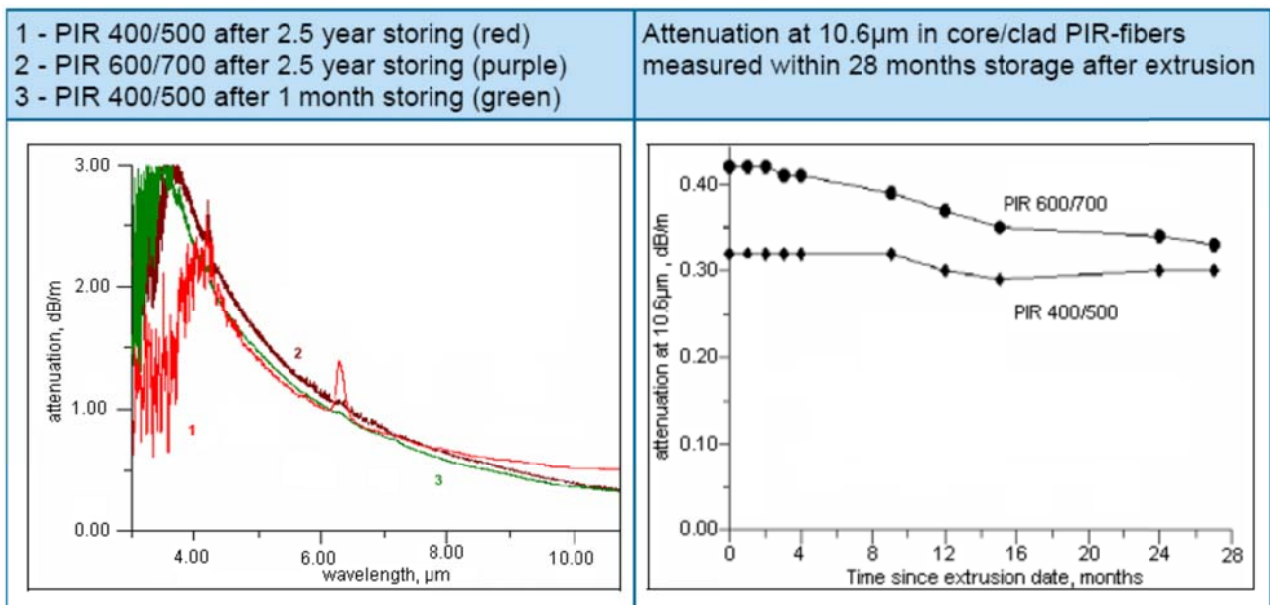 1 - PIR 400/500 after 2.5 year storing (red)
2 - PIR 600/700 after 2.5 year storing (purple)
3 - PIR 400/500 after 1 month storing (green)
Attenuation at 10.6µm in core/clad PIR-fibers
measured within 28 months storage after extrusion
3.00
2.00
1.00
0.00
attenuation, dB/m
1
2
3
4.00
6.00
8.00
10.00
wavelength, µm
0.40
0.30
0.20
0.10
0.00
attenuation at 10.6µm , dB/m
PIR 600/700
PIR 400/500
0
4
8
12
16
20
24
28
Time since extrusion date, months